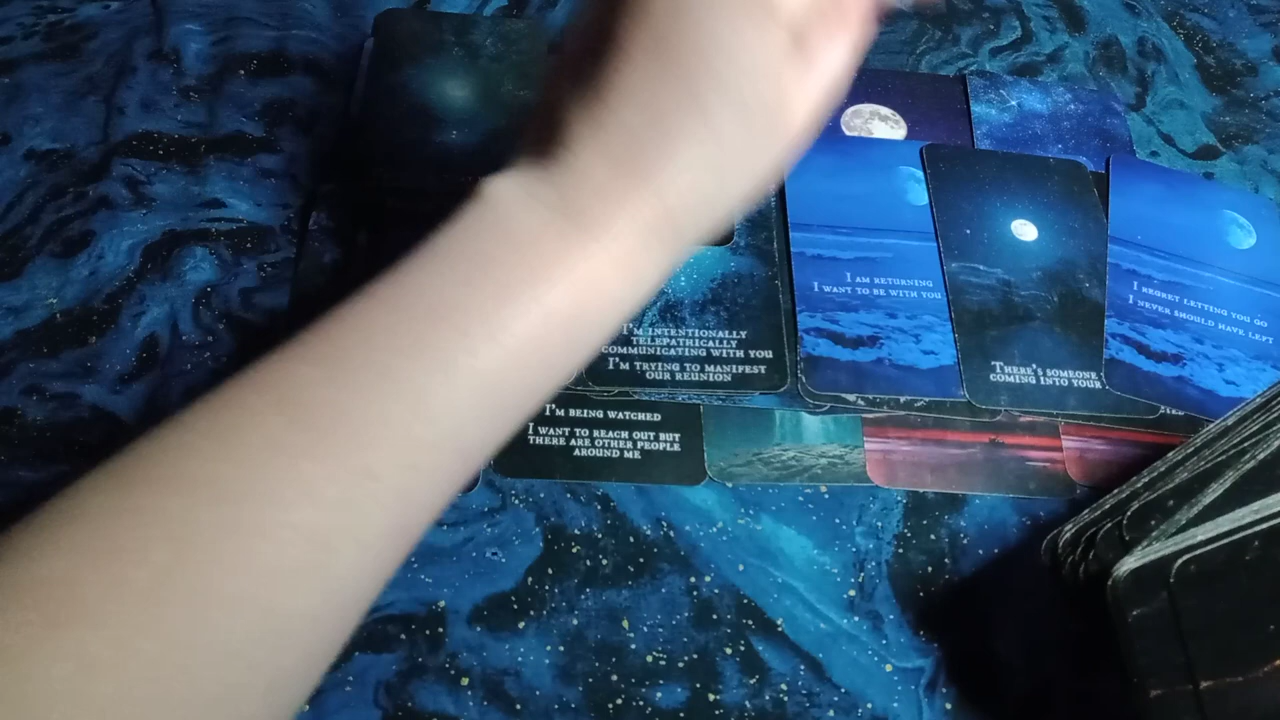 I'm intentionally
telepathically
communicating with you
I'm trying to manifest
our reunion
I am returning
I want to be with you
There's someone
coming into your
I regret letting you go
I never should have left
I'm being watched
I want to reach out but
there are other people
around me